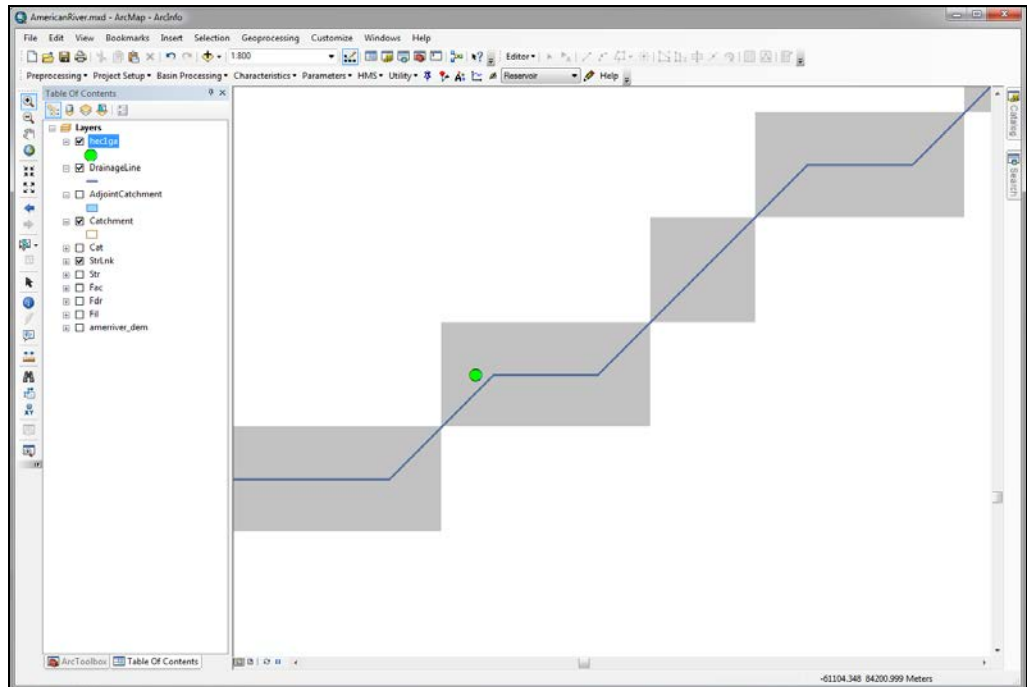 AmericanRiver.mxd - ArcMap - ArcInfo
File Edit View Bookmarks Insert Selection Geoprocessing Customize Windows Help
1:800 Editor
Preprocessing Project Setup Basin Processing Characteristics Parameters HMS Utility Reservoir Help
Table Of Contents
Catalog
Search
Layers
DrainageLine
AdjointCatchment
Catchment
Cat
StrLnk
Str
Fac
Fdr
Fil
ameriver_dem
ArcToolbox Table Of Contents
-61104.348 84200.999 Meters